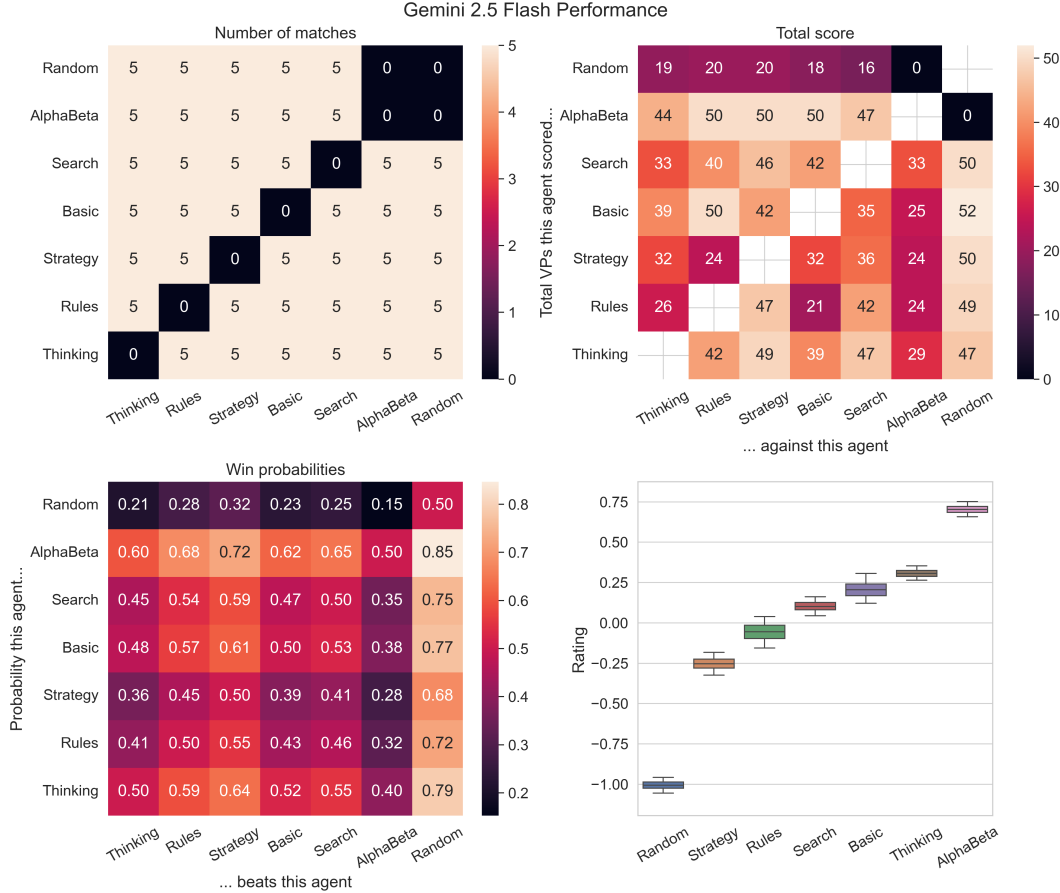 Gemini 2.5 Flash Performance
Number of matches
Random 5 5 5 5 5 0 0
AlphaBeta 5 5 5 5 5 0 0
Search 5 5 5 5 0 5 5
Basic 5 5 5 0 5 5 5
Strategy 5 5 0 5 5 5 5
Rules 5 0 5 5 5 5 5
Thinking 0 5 5 5 5 5 5
Thinking Rules Strategy Basic Search AlphaBeta Random
5
4
3
2
1
0
Total score
Total VPs this agent scored...
Random 19 20 20 18 16 0
AlphaBeta 44 50 50 50 47 0
Search 33 40 46 42 33 50
Basic 39 50 42 35 25 52
Strategy 32 24 32 36 24 50
Rules 26 47 21 42 24 49
Thinking 42 49 39 47 29 47
Thinking Rules Strategy Basic Search AlphaBeta Random
... against this agent
50
40
30
20
10
0
Win probabilities
Probability this agent...
Random 0.21 0.28 0.32 0.23 0.25 0.15 0.50
AlphaBeta 0.60 0.68 0.72 0.62 0.65 0.50 0.85
Search 0.45 0.54 0.59 0.47 0.50 0.35 0.75
Basic 0.48 0.57 0.61 0.50 0.53 0.38 0.77
Strategy 0.36 0.45 0.50 0.39 0.41 0.28 0.68
Rules 0.41 0.50 0.55 0.43 0.46 0.32 0.72
Thinking 0.50 0.59 0.64 0.52 0.55 0.40 0.79
Thinking Rules Strategy Basic Search AlphaBeta Random
... beats this agent
0.8
0.7
0.6
0.5
0.4
0.3
0.2
Rating
0.75
0.50
0.25
0.00
−0.25
−0.50
−0.75
−1.00
Random Strategy Rules Search Basic Thinking AlphaBeta